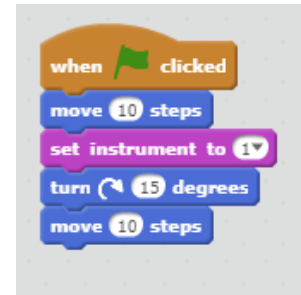 when clicked
move 10 steps
set instrument to 1
turn 15 degrees
move 10 steps